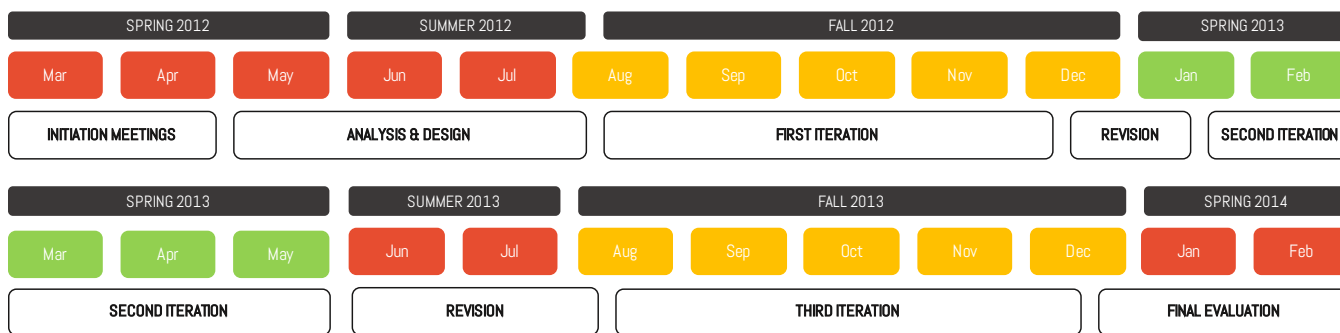 SPRING 2012 SUMMER 2012 FALL 2012 SPRING 2013
Mar Apr May Jun Jul Aug Sep Oct Nov Dec Jan Feb
INITIATION MEETINGS ANALYSIS & DESIGN FIRST ITERATION REVISION SECOND ITERATION
SPRING 2013 SUMMER 2013 FALL 2013 SPRING 2014
Mar Apr May Jun Jul Aug Sep Oct Nov Dec Jan Feb
SECOND ITERATION REVISION THIRD ITERATION FINAL EVALUATION